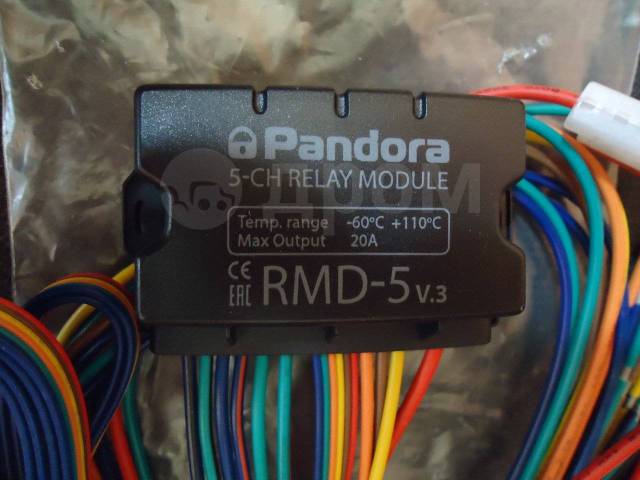 Pandora
5-CH RELAY MODULE
Temp. range -60°C +110°C
Max Output 20A
CE
EAC RMD-5 v.3
дром